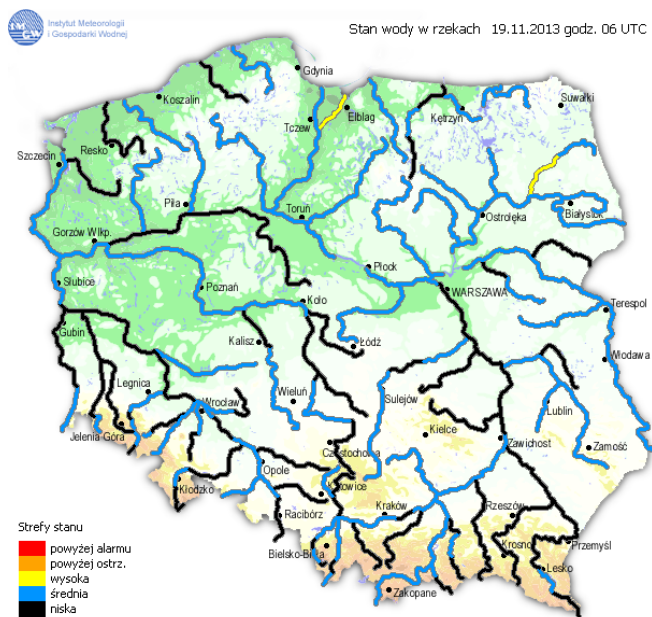 Instytut Meteorologii
i Gospodarki Wodnej
Stan wody w rzekach 19.11.2013 godz. 06 UTC
Gdynia
Koszalin
Suwałki
Elbląg
Kętrzyn
Tczew
Resko
Szczecin
Piła
Białystok
Toruń
Ostrołęka
Gorzów Wlkp.
Płock
Słubice
Poznań
WARSZAWA
Koło
Terespol
Gubin
Kalisz
Łódź
Włodawa
Legnica
Wieluń
Sulejów
Wrocław
Lublin
Jelenia Góra
Kielce
Zawichost
Zamość
Częstochowa
Opole
Kłodzko
Katowice
Racibórz
Kraków
Rzeszów
Bielsko-Biała
Krosno
Przemyśl
Lesko
Zakopane
Strefy stanu
powyżej alarmu
powyżej ostrz.
wysoka
średnia
niska